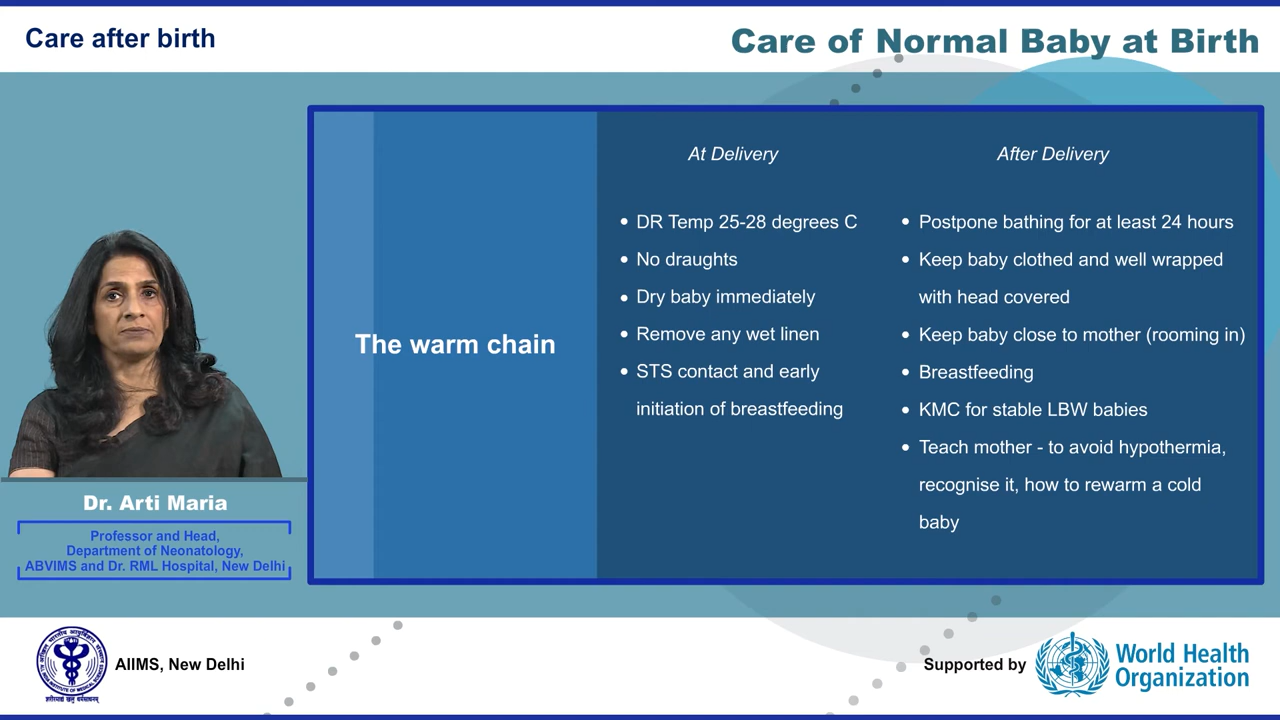 Care after birth
Care of Normal Baby at Birth
The warm chain
At Delivery
• DR Temp 25-28 degrees C
• No draughts
• Dry baby immediately
• Remove any wet linen
• STS contact and early
initiation of breastfeeding
After Delivery
• Postpone bathing for at least 24 hours
• Keep baby clothed and well wrapped
with head covered
• Keep baby close to mother (rooming in)
• Breastfeeding
• KMC for stable LBW babies
• Teach mother - to avoid hypothermia,
recognise it, how to rewarm a cold
baby
Dr. Arti Maria
Professor and Head,
Department of Neonatology,
ABVIMS and Dr. RML Hospital, New Delhi
AIIMS, New Delhi
Supported by
World Health
Organization